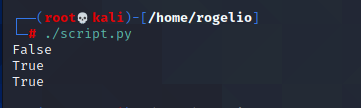 ┌──(root💀kali)-[/home/rogelio]
└─# ./script.py
False
True
True